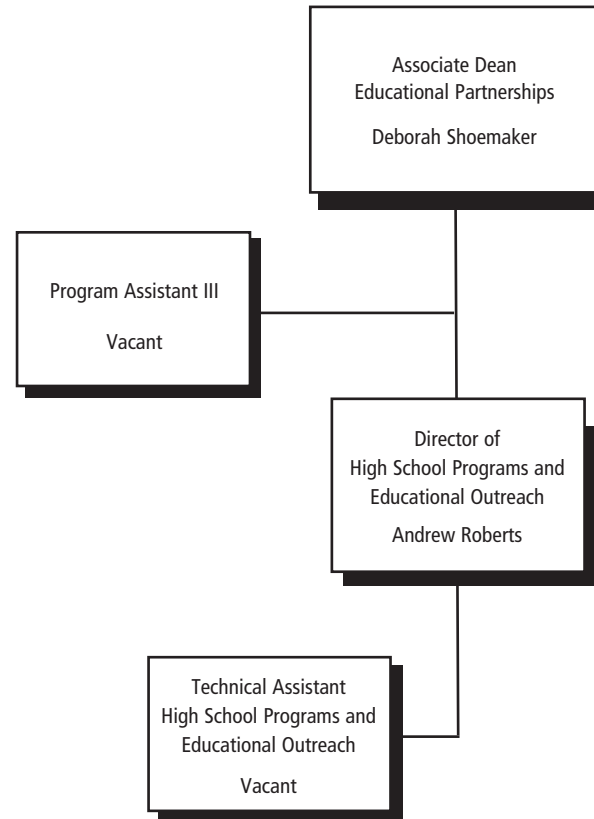 Associate Dean
Educational Partnerships
Deborah Shoemaker
Program Assistant III
Vacant
Director of
High School Programs and
Educational Outreach
Andrew Roberts
Technical Assistant
High School Programs and
Educational Outreach
Vacant